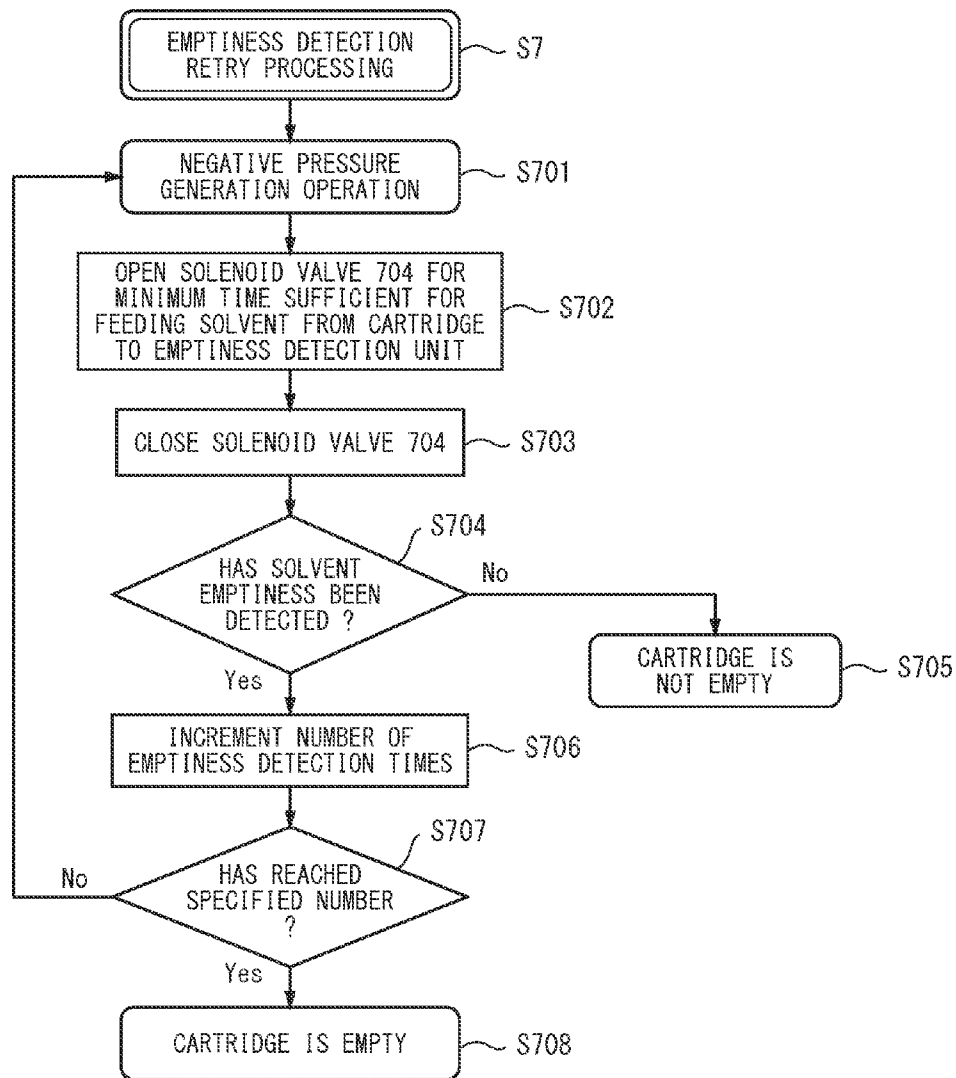 EMPTINESS DETECTION
RETRY PROCESSING
S7
NEGATIVE PRESSURE
GENERATION OPERATION
S701
OPEN SOLENOID VALVE 704 FOR
MINIMUM TIME SUFFICIENT FOR
FEEDING SOLVENT FROM CARTRIDGE
TO EMPTINESS DETECTION UNIT
S702
CLOSE SOLENOID VALVE 704
S703
S704
HAS SOLVENT
EMPTINESS BEEN
DETECTED ?
No
Yes
CARTRIDGE IS
NOT EMPTY
S705
INCREMENT NUMBER OF
EMPTINESS DETECTION TIMES
S706
S707
HAS REACHED
SPECIFIED NUMBER
?
No
Yes
CARTRIDGE IS EMPTY
S708